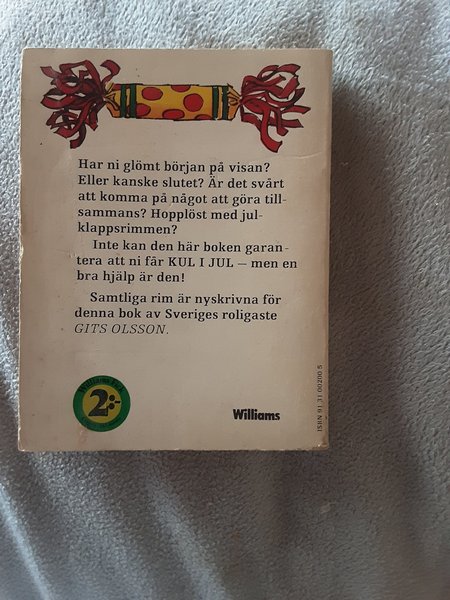 Har ni glömt början på visan?
Eller kanske slutet? Är det svårt
att komma på något att göra till-
sammans? Hopplöst med jul-
klappsrimmen?
Inte kan den här boken garan-
tera att ni får KUL I JUL — men en
bra hjälp är den!
Samtliga rim är nyskrivna för
denna bok av Sveriges roligaste
GITS OLSSON.
2:-
Williams
ISBN 91 31 00200 5